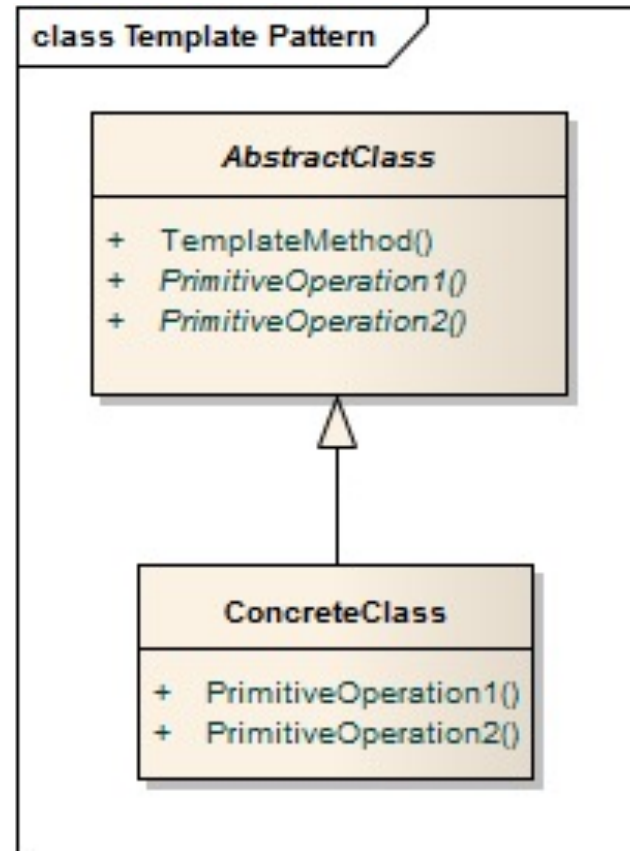 class Template Pattern
AbstractClass
+ TemplateMethod()
+ PrimitiveOperation1()
+ PrimitiveOperation2()
ConcreteClass
+ PrimitiveOperation1()
+ PrimitiveOperation2()